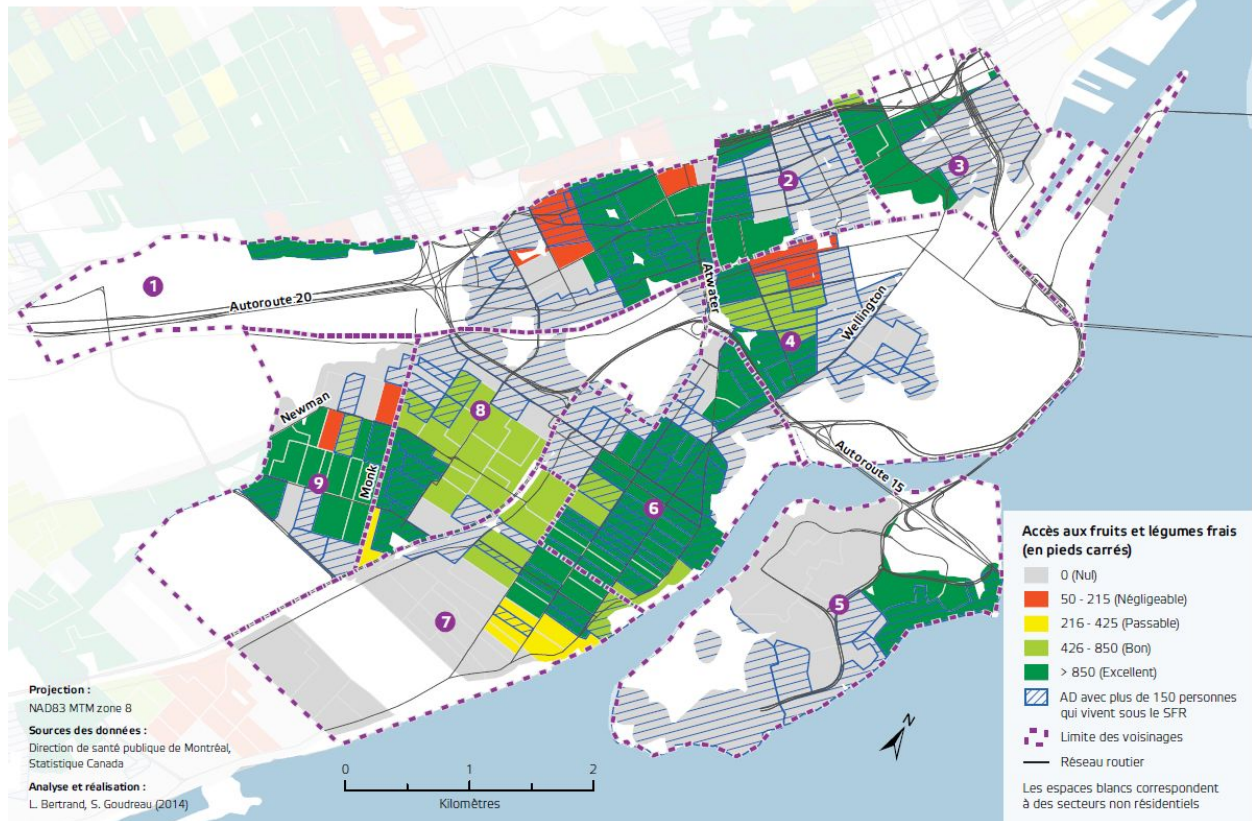 1
Autoroute 20
2
3
Atwater
Wellington
4
Newman
8
Monk
9
6
Autoroute 15
7
5
N
Projection :
NAD83 MTM zone 8
Sources des données :
Direction de santé publique de Montréal,
Statistique Canada
Analyse et réalisation :
L. Bertrand, S. Goudreau (2014)
0 1 2
Kilomètres
Accès aux fruits et légumes frais
(en pieds carrés)
0 (Nul)
50 - 215 (Négligeable)
216 - 425 (Passable)
426 - 850 (Bon)
> 850 (Excellent)
AD avec plus de 150 personnes
qui vivent sous le SFR
Limite des voisinages
Réseau routier
Les espaces blancs correspondent
à des secteurs non résidentiels